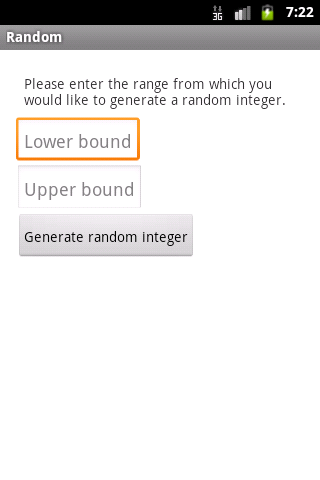 3G 7:22
Random
Please enter the range from which you
would like to generate a random integer.
Lower bound
Upper bound
Generate random integer